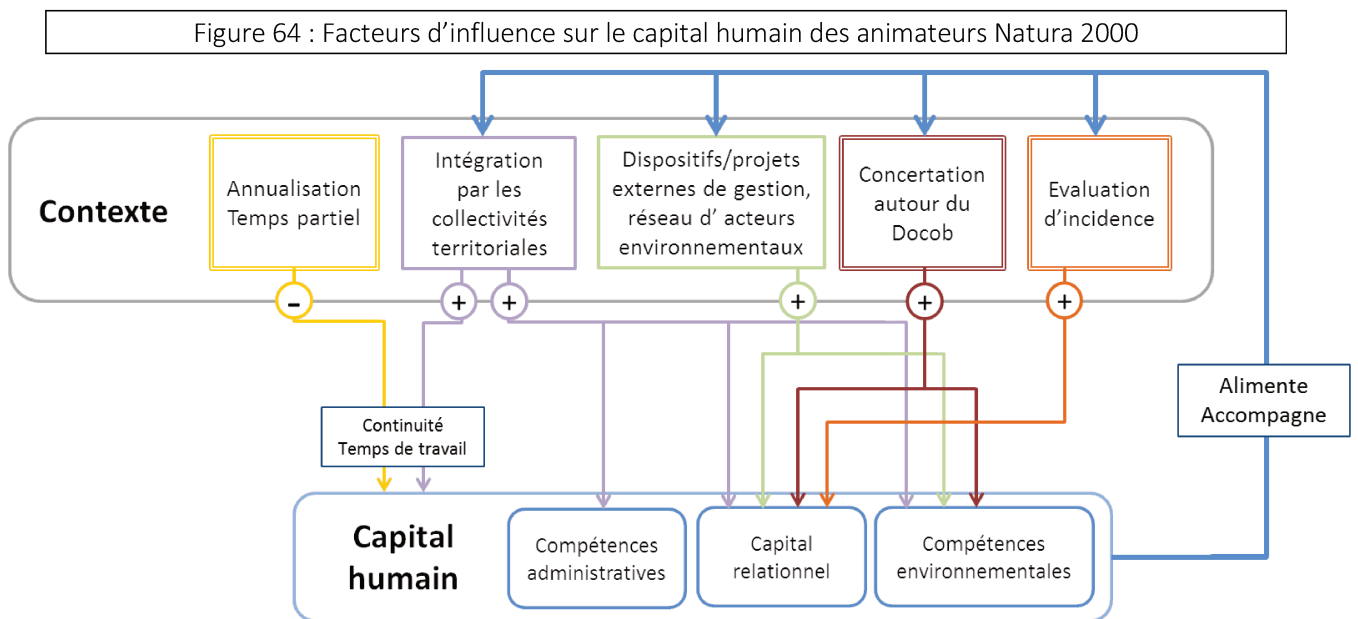 Figure 64 : Facteurs d’influence sur le capital humain des animateurs Natura 2000
Contexte
Annualisation
Temps partiel
Intégration
par les
collectivités
territoriales
Dispositifs/projets
externes de gestion,
réseau d’ acteurs
environnementaux
Concertation
autour du
Docob
Evaluation
d’incidence
-
+
+
+
+
+
Continuité
Temps de travail
Alimente
Accompagne
Capital
humain
Compétences
administratives
Capital
relationnel
Compétences
environnementales